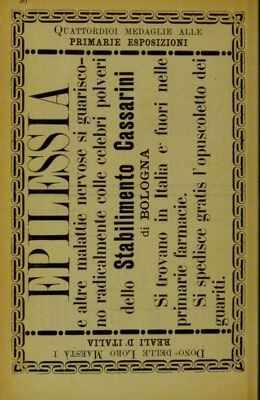 30
QUATTORDICI MEDAGLIE ALLE
PRIMARIE ESPOSIZIONI
EPILESSIA
e altre malattie nervose si guarisco-
no radicalmente colle celebri polveri
dello Stabilimento Cassarini
di BOLOGNA
Si trovano in Italia e fuori nelle
primarie farmacie.
Si spedisce gratis l'opuscoletto dei
guariti.
DONO DELLE LORO MAESTÀ I
REALI D'ITALIA